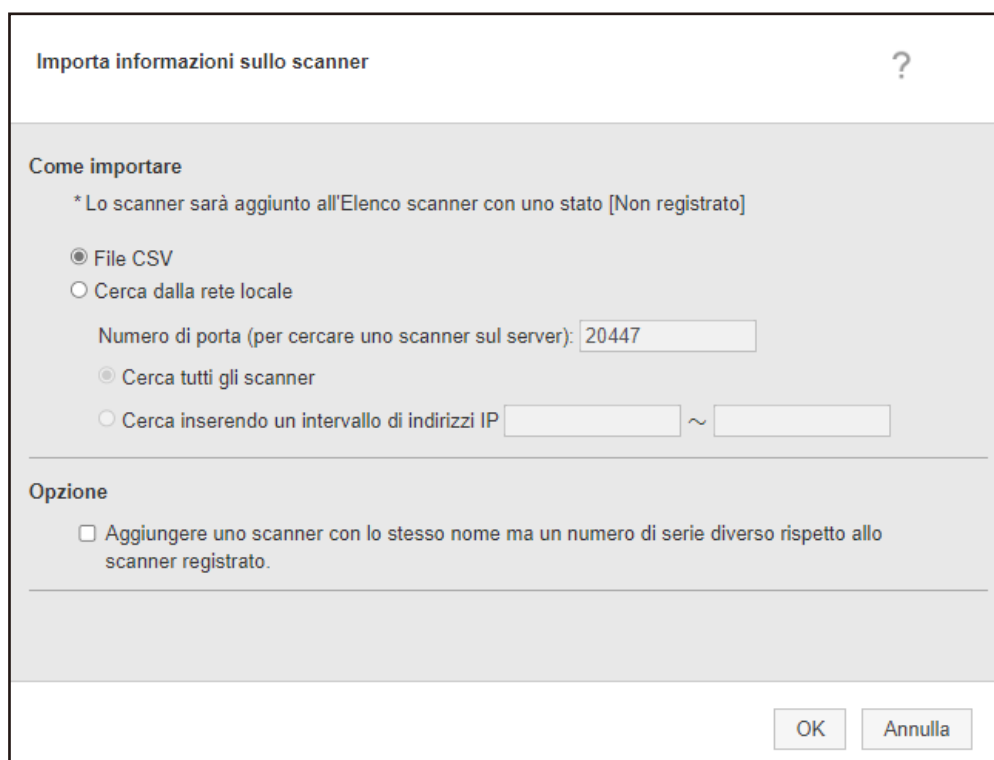 Importa informazioni sullo scanner
?
Come importare
* Lo scanner sarà aggiunto all'Elenco scanner con uno stato [Non registrato]
File CSV
Cerca dalla rete locale
Numero di porta (per cercare uno scanner sul server): 20447
Cerca tutti gli scanner
Cerca inserendo un intervallo di indirizzi IP ~
Opzione
Aggiungere uno scanner con lo stesso nome ma un numero di serie diverso rispetto allo
scanner registrato.
OK Annulla